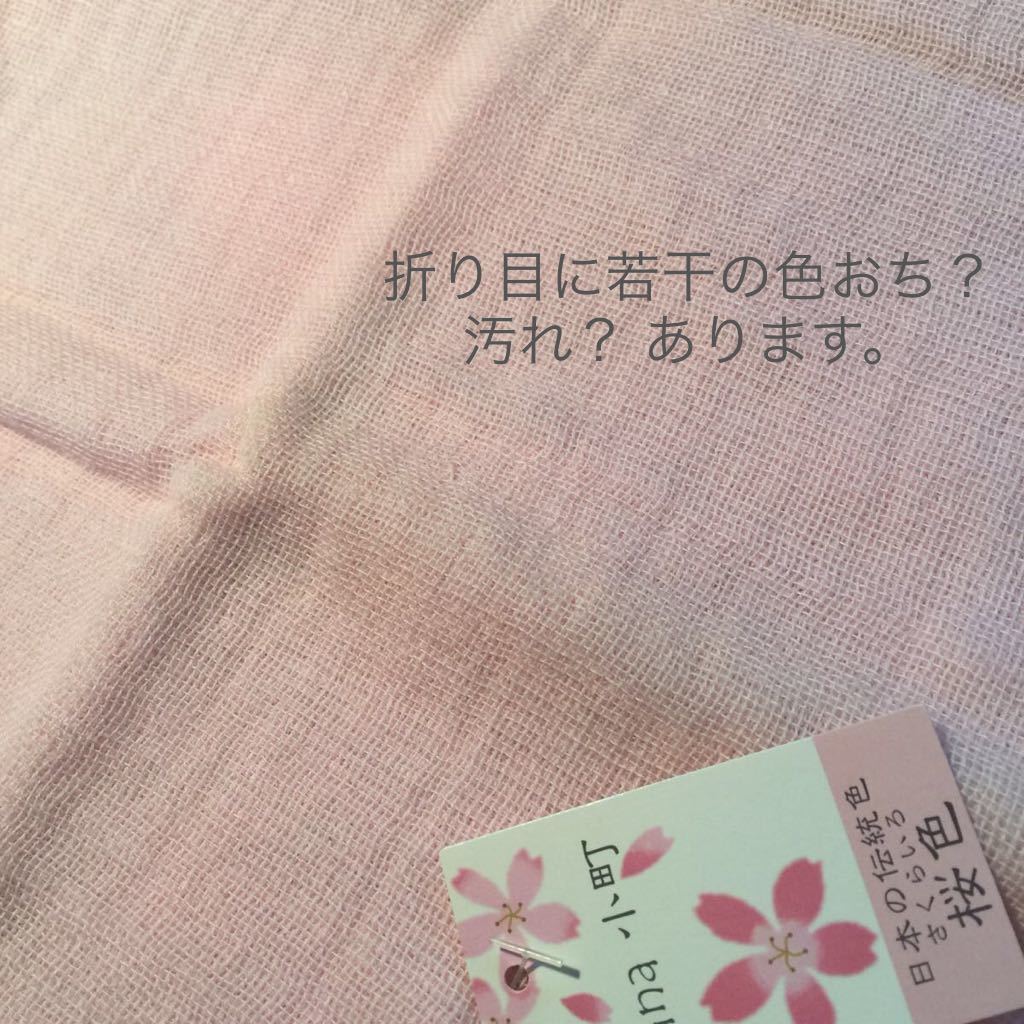 折り目に若干の色おち？
汚れ？ あります。
小町
日本の伝統色
さくらいろ
桜色